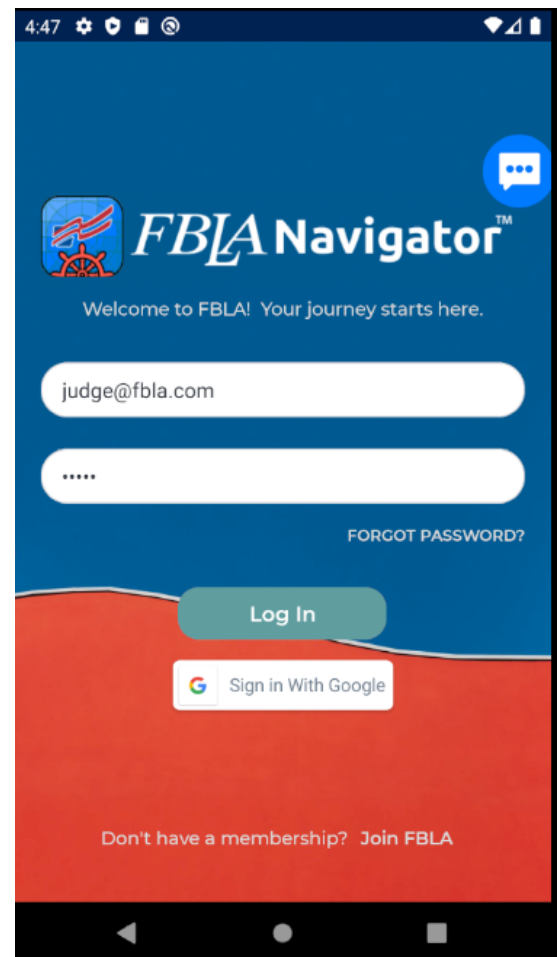 4:47
FBLA Navigator™
Welcome to FBLA! Your journey starts here.
judge@fbla.com
•••••
FORGOT PASSWORD?
Log In
G Sign in With Google
Don't have a membership? Join FBLA